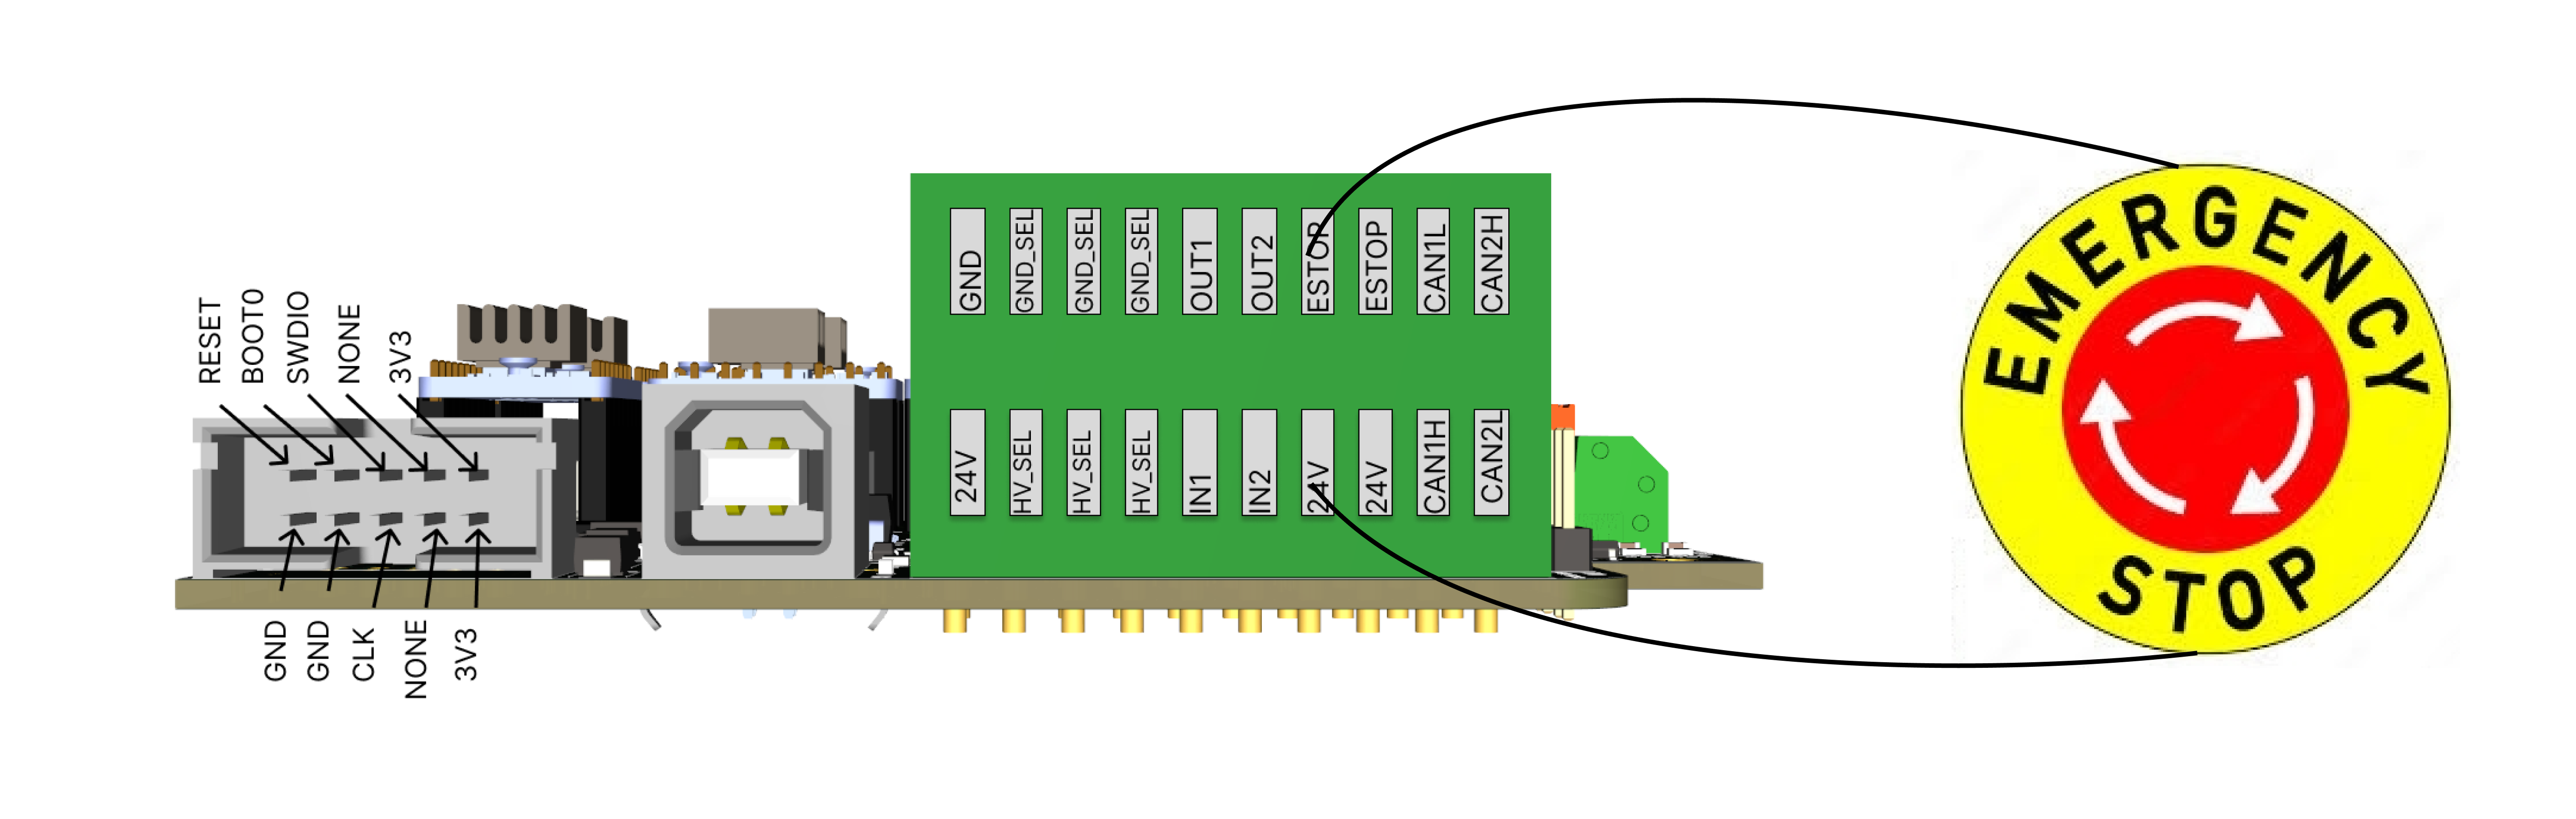 RESET
BOOT0
SWDIO
NONE
3V3
GND
GND
CLK
NONE
3V3
GND
GND_SEL
GND_SEL
GND_SEL
OUT1
OUT2
ESTOP
ESTOP
CAN1L
CAN2H
24V
HV_SEL
HV_SEL
HV_SEL
IN1
IN2
24V
24V
CAN1H
CAN2L
EMERGENCY
STOP